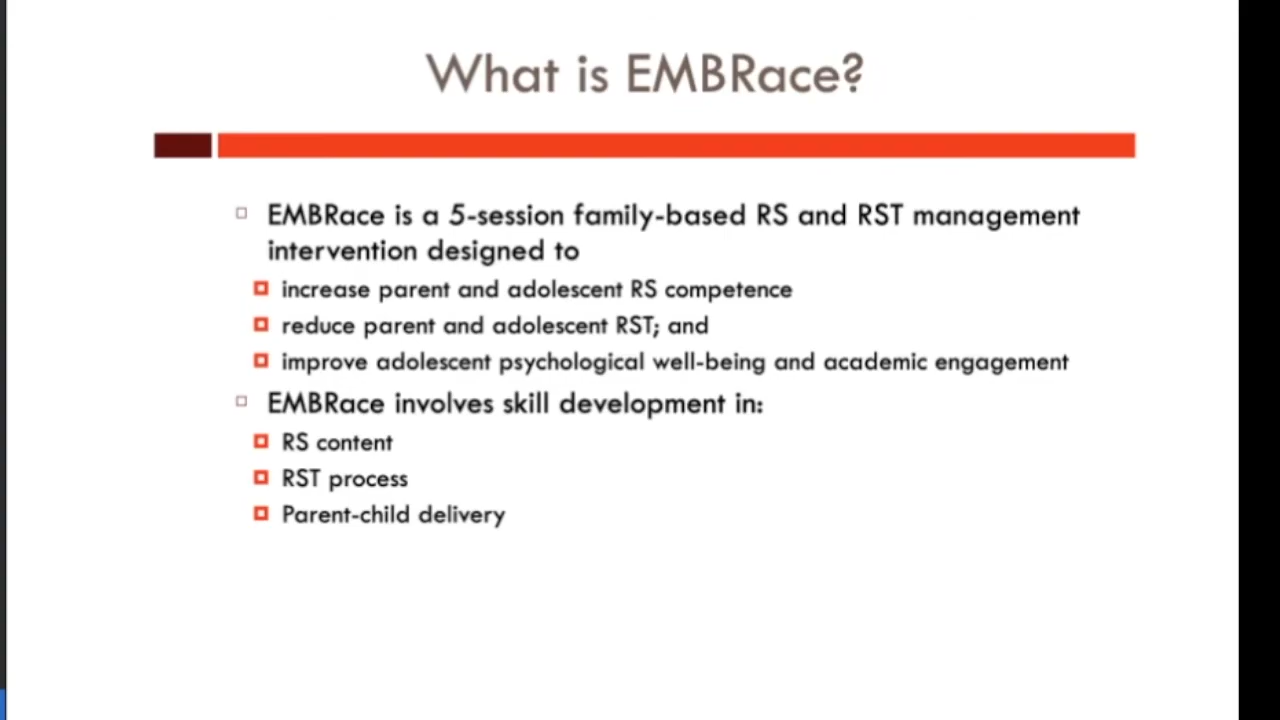 What is EMBRace?
EMBRace is a 5-session family-based RS and RST management
intervention designed to
increase parent and adolescent RS competence
reduce parent and adolescent RST; and
improve adolescent psychological well-being and academic engagement
EMBRace involves skill development in:
RS content
RST process
Parent-child delivery